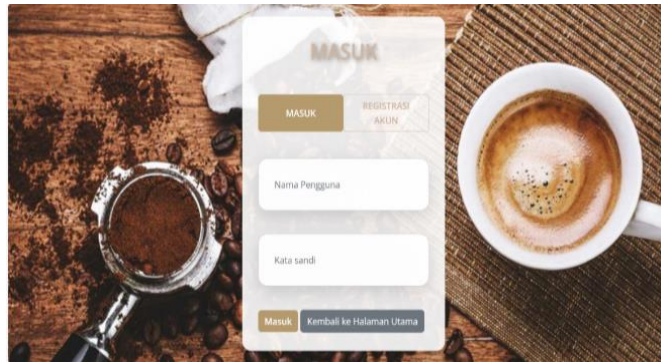 MASUK
MASUK
REGISTRASI
AKUN
Nama Pengguna
Kata sandi
Masuk
Kembali ke Halaman Utama